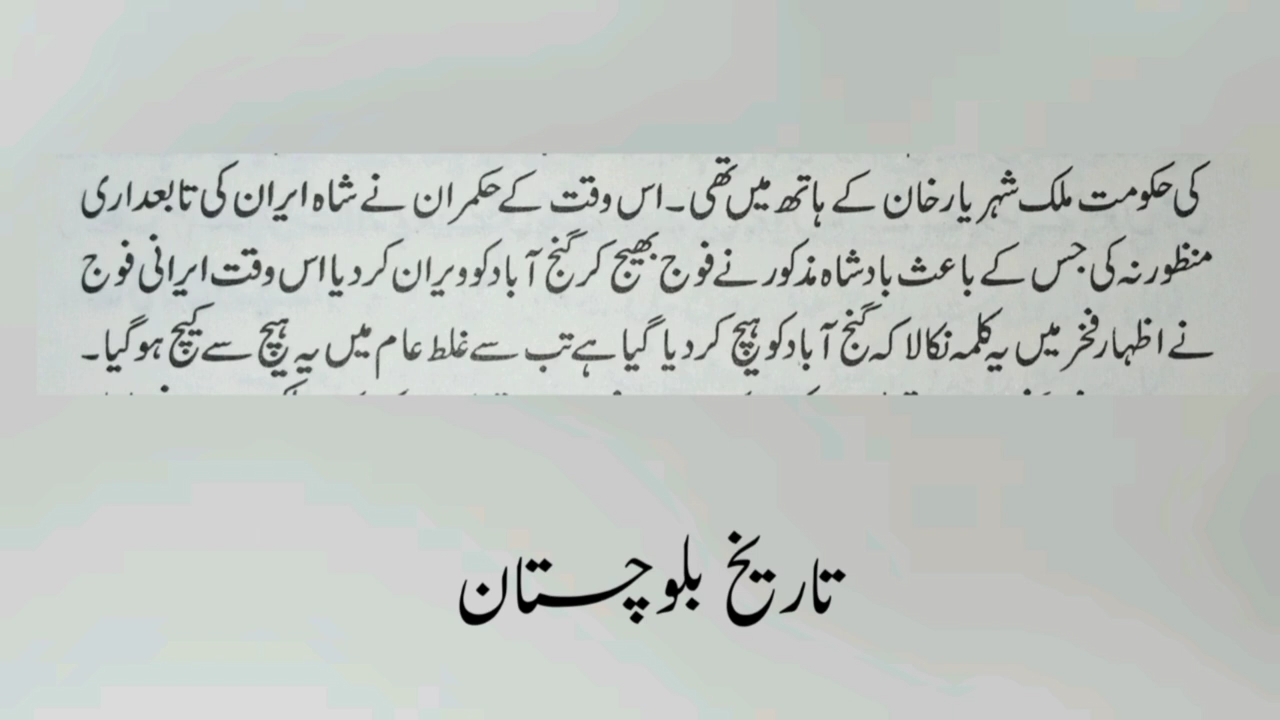 کی حکومت ملک شہر یار خان کے ہاتھ میں تھی۔ اس وقت کے حکمران نے شاہ ایران کی تابعداری
منظور نہ کی جس کے باعث بادشاہ مذکور نے فوج بھیج کر گنج آباد کو ویران کر دیا اس وقت ایرانی فوج
نے اظہار فخر میں یہ کلمہ نکالا کہ گنج آباد کو ہیچ کر دیا گیا ہے تب سے غلط عام میں یہ ہیچ سے کیچ ہو گیا۔
تاریخ بلوچستان